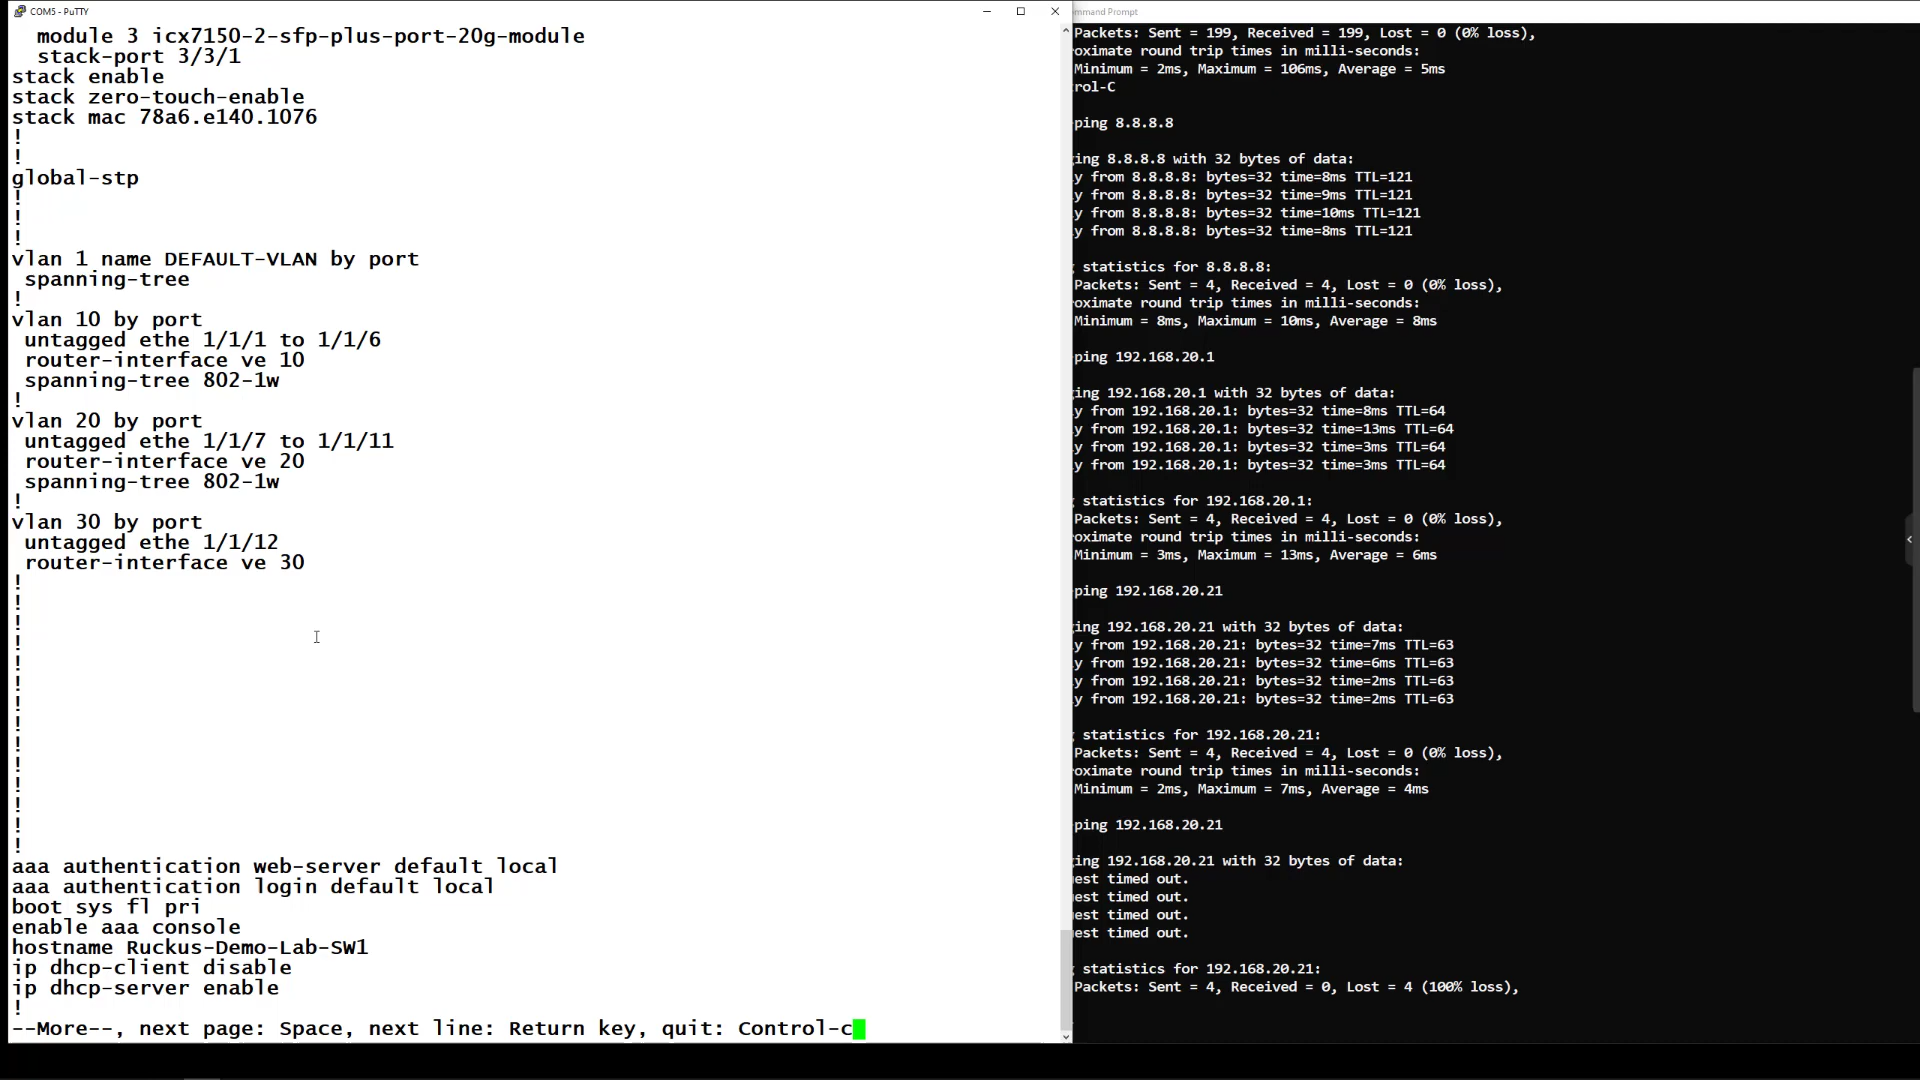 COM5 - PuTTY
module 3 icx7150-2-sfp-plus-port-20g-module
stack-port 3/3/1
stack enable
stack zero-touch-enable
stack mac 78a6.e140.1076
!
!
global-stp
!
!
!
vlan 1 name DEFAULT-VLAN by port
spanning-tree
!
vlan 10 by port
untagged ethe 1/1/1 to 1/1/6
router-interface ve 10
spanning-tree 802-1w
!
vlan 20 by port
untagged ethe 1/1/7 to 1/1/11
router-interface ve 20
spanning-tree 802-1w
!
vlan 30 by port
untagged ethe 1/1/12
router-interface ve 30
!
!
!
!
!
!
!
!
!
!
!
!
!
!
aaa authentication web-server default local
aaa authentication login default local
boot sys fl pri
enable aaa console
hostname Ruckus-Demo-Lab-SW1
ip dhcp-client disable
ip dhcp-server enable
!
--More--, next page: Space, next line: Return key, quit: Control-c
ommand Prompt
Packets: Sent = 199, Received = 199, Lost = 0 (0% loss),
roximate round trip times in milli-seconds:
Minimum = 2ms, Maximum = 106ms, Average = 5ms
rol-C
ping 8.8.8.8
ing 8.8.8.8 with 32 bytes of data:
y from 8.8.8.8: bytes=32 time=8ms TTL=121
y from 8.8.8.8: bytes=32 time=9ms TTL=121
y from 8.8.8.8: bytes=32 time=10ms TTL=121
y from 8.8.8.8: bytes=32 time=8ms TTL=121
statistics for 8.8.8.8:
Packets: Sent = 4, Received = 4, Lost = 0 (0% loss),
roximate round trip times in milli-seconds:
Minimum = 8ms, Maximum = 10ms, Average = 8ms
ping 192.168.20.1
ing 192.168.20.1 with 32 bytes of data:
y from 192.168.20.1: bytes=32 time=8ms TTL=64
y from 192.168.20.1: bytes=32 time=13ms TTL=64
y from 192.168.20.1: bytes=32 time=3ms TTL=64
y from 192.168.20.1: bytes=32 time=3ms TTL=64
statistics for 192.168.20.1:
Packets: Sent = 4, Received = 4, Lost = 0 (0% loss),
roximate round trip times in milli-seconds:
Minimum = 3ms, Maximum = 13ms, Average = 6ms
ping 192.168.20.21
ing 192.168.20.21 with 32 bytes of data:
y from 192.168.20.21: bytes=32 time=7ms TTL=63
y from 192.168.20.21: bytes=32 time=6ms TTL=63
y from 192.168.20.21: bytes=32 time=2ms TTL=63
y from 192.168.20.21: bytes=32 time=2ms TTL=63
statistics for 192.168.20.21:
Packets: Sent = 4, Received = 4, Lost = 0 (0% loss),
roximate round trip times in milli-seconds:
Minimum = 2ms, Maximum = 7ms, Average = 4ms
ping 192.168.20.21
ing 192.168.20.21 with 32 bytes of data:
est timed out.
est timed out.
est timed out.
est timed out.
statistics for 192.168.20.21:
Packets: Sent = 4, Received = 0, Lost = 4 (100% loss),